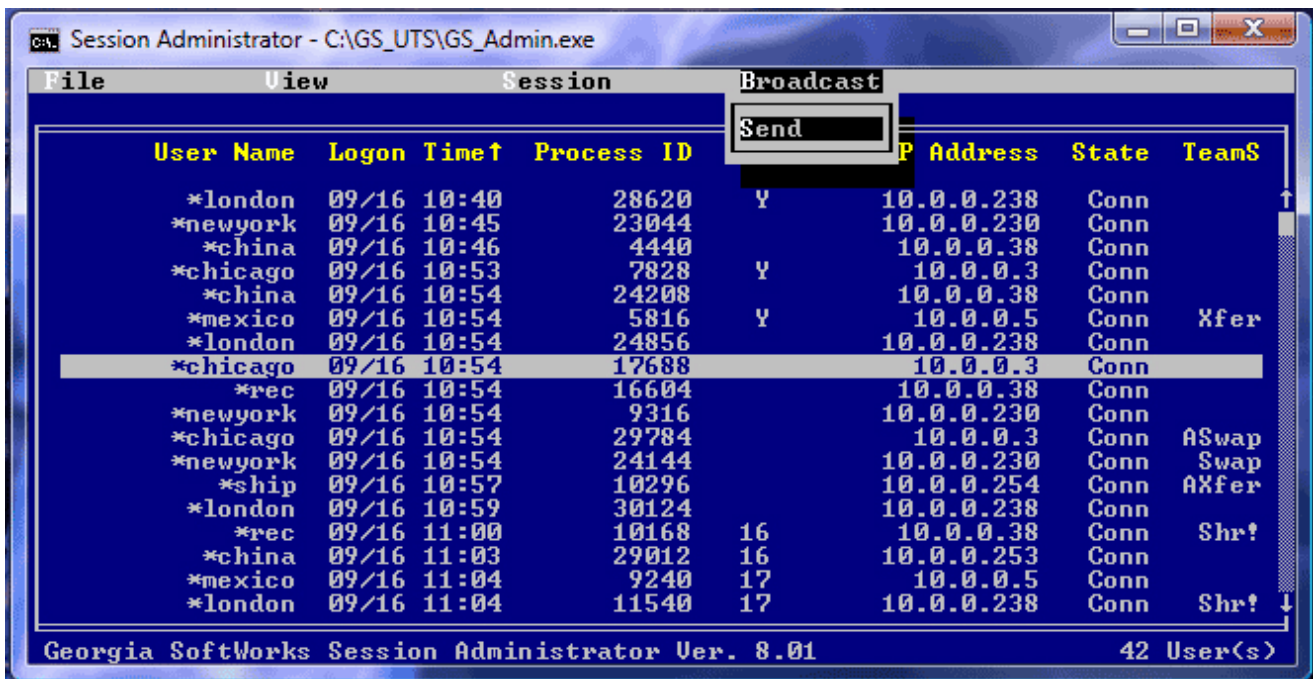 Session Administrator - C:\GS_UTS\GS_Admin.exe
File View Session Broadcast
Send
User Name Logon Time↑ Process ID P Address State TeamS
*london 09/16 10:40 28620 Y 10.0.0.238 Conn
*newyork 09/16 10:45 23044 10.0.0.230 Conn
*china 09/16 10:46 4440 10.0.0.38 Conn
*chicago 09/16 10:53 7828 Y 10.0.0.3 Conn
*china 09/16 10:54 24208 10.0.0.38 Conn
*mexico 09/16 10:54 5816 Y 10.0.0.5 Conn Xfer
*london 09/16 10:54 24856 10.0.0.238 Conn
*chicago 09/16 10:54 17688 10.0.0.3 Conn
*rec 09/16 10:54 16604 10.0.0.38 Conn
*newyork 09/16 10:54 9316 10.0.0.230 Conn
*chicago 09/16 10:54 29784 10.0.0.3 Conn ASwap
*newyork 09/16 10:54 24144 10.0.0.230 Conn Swap
*ship 09/16 10:57 10296 10.0.0.254 Conn AXfer
*london 09/16 10:59 30124 10.0.0.238 Conn
*rec 09/16 11:00 10168 16 10.0.0.38 Conn Shr!
*china 09/16 11:03 29012 16 10.0.0.253 Conn
*mexico 09/16 11:04 9240 17 10.0.0.5 Conn
*london 09/16 11:04 11540 17 10.0.0.238 Conn Shr!
Georgia SoftWorks Session Administrator Ver. 8.01 42 User(s)